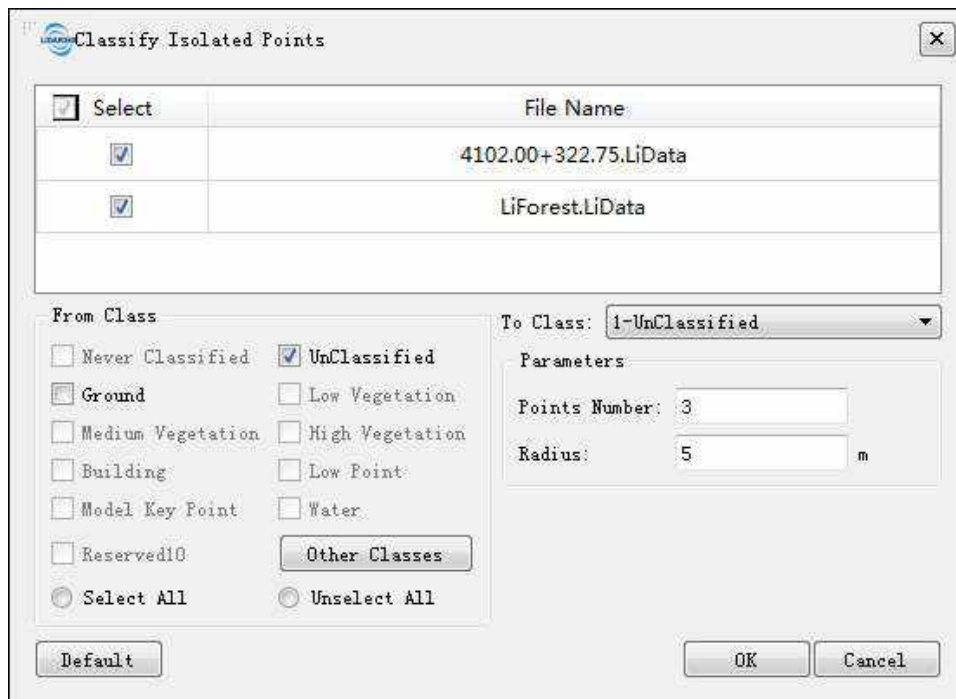 Classify Isolated Points
Select File Name
4102.00+322.75.LiData
LiForest.LiData
From Class
To Class: 1-UnClassified
Never Classified UnClassified
Parameters
Ground Low Vegetation
Points Number: 3
Medium Vegetation High Vegetation
Radius: 5 m
Building Low Point
Model Key Point Water
Reserved10 Other Classes
Select All Unselect All
Default OK Cancel